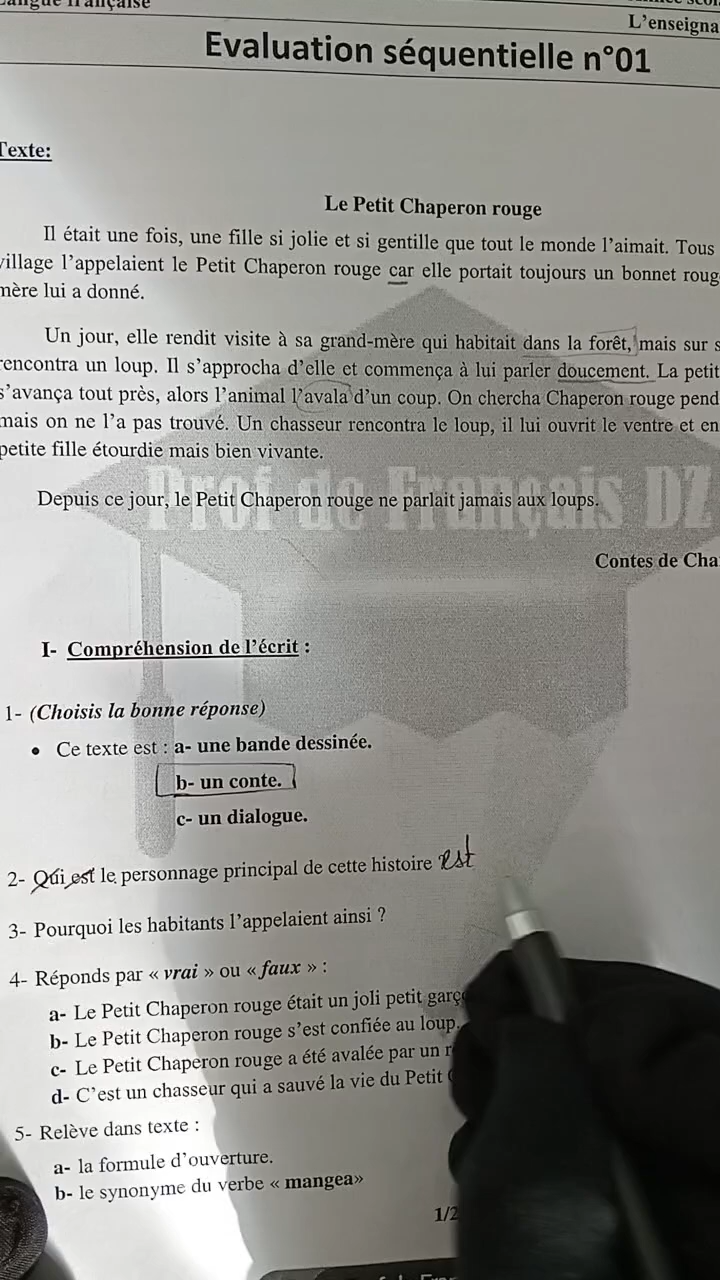 Langue française
L'enseigna
Evaluation séquentielle n°01
Texte:
Le Petit Chaperon rouge
Il était une fois, une fille si jolie et si gentille que tout le monde l'aimait. Tous
village l'appelaient le Petit Chaperon rouge car elle portait toujours un bonnet roug
mère lui a donné.
Un jour, elle rendit visite à sa grand-mère qui habitait dans la forêt, mais sur s
rencontra un loup. Il s'approcha d'elle et commença à lui parler doucement. La petit
s'avança tout près, alors l'animal l'avala d'un coup. On chercha Chaperon rouge pend
mais on ne l'a pas trouvé. Un chasseur rencontra le loup, il lui ouvrit le ventre et en
petite fille étourdie mais bien vivante.
Prof de Français DZ
Depuis ce jour, le Petit Chaperon rouge ne parlait jamais aux loups.
Contes de Cha
I- Compréhension de l'écrit :
1- (Choisis la bonne réponse)
• Ce texte est : a- une bande dessinée.
b- un conte.
c- un dialogue.
2- Qui est le personnage principal de cette histoire est
3- Pourquoi les habitants l'appelaient ainsi ?
4- Réponds par « vrai » ou « faux » :
a- Le Petit Chaperon rouge était un joli petit garç
b- Le Petit Chaperon rouge s'est confiée au loup.
c- Le Petit Chaperon rouge a été avalée par un r
d- C'est un chasseur qui a sauvé la vie du Petit
5- Relève dans texte :
a- la formule d'ouverture.
b- le synonyme du verbe « mangea»
1/2